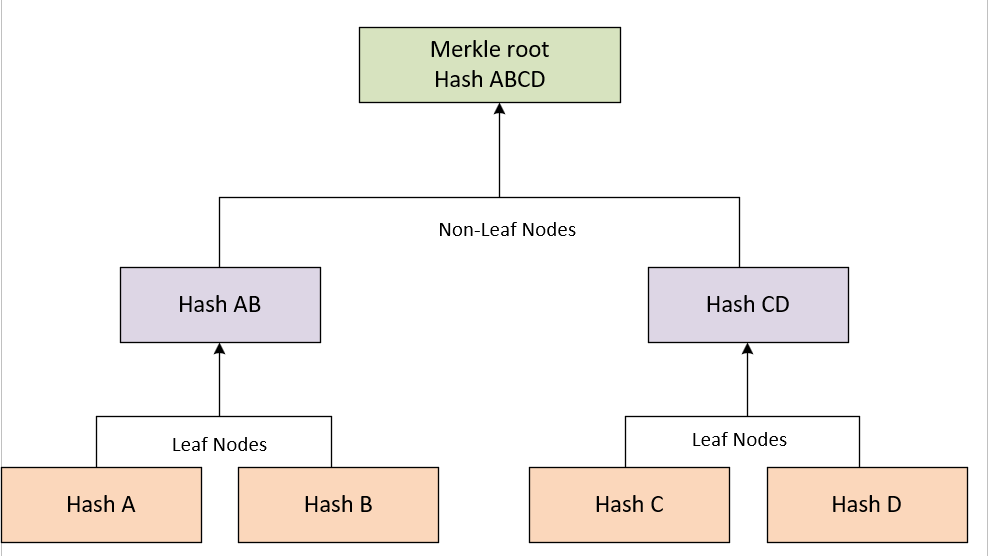 Merkle root
Hash ABCD
Non-Leaf Nodes
Hash AB
Hash CD
Leaf Nodes
Leaf Nodes
Hash A
Hash B
Hash C
Hash D